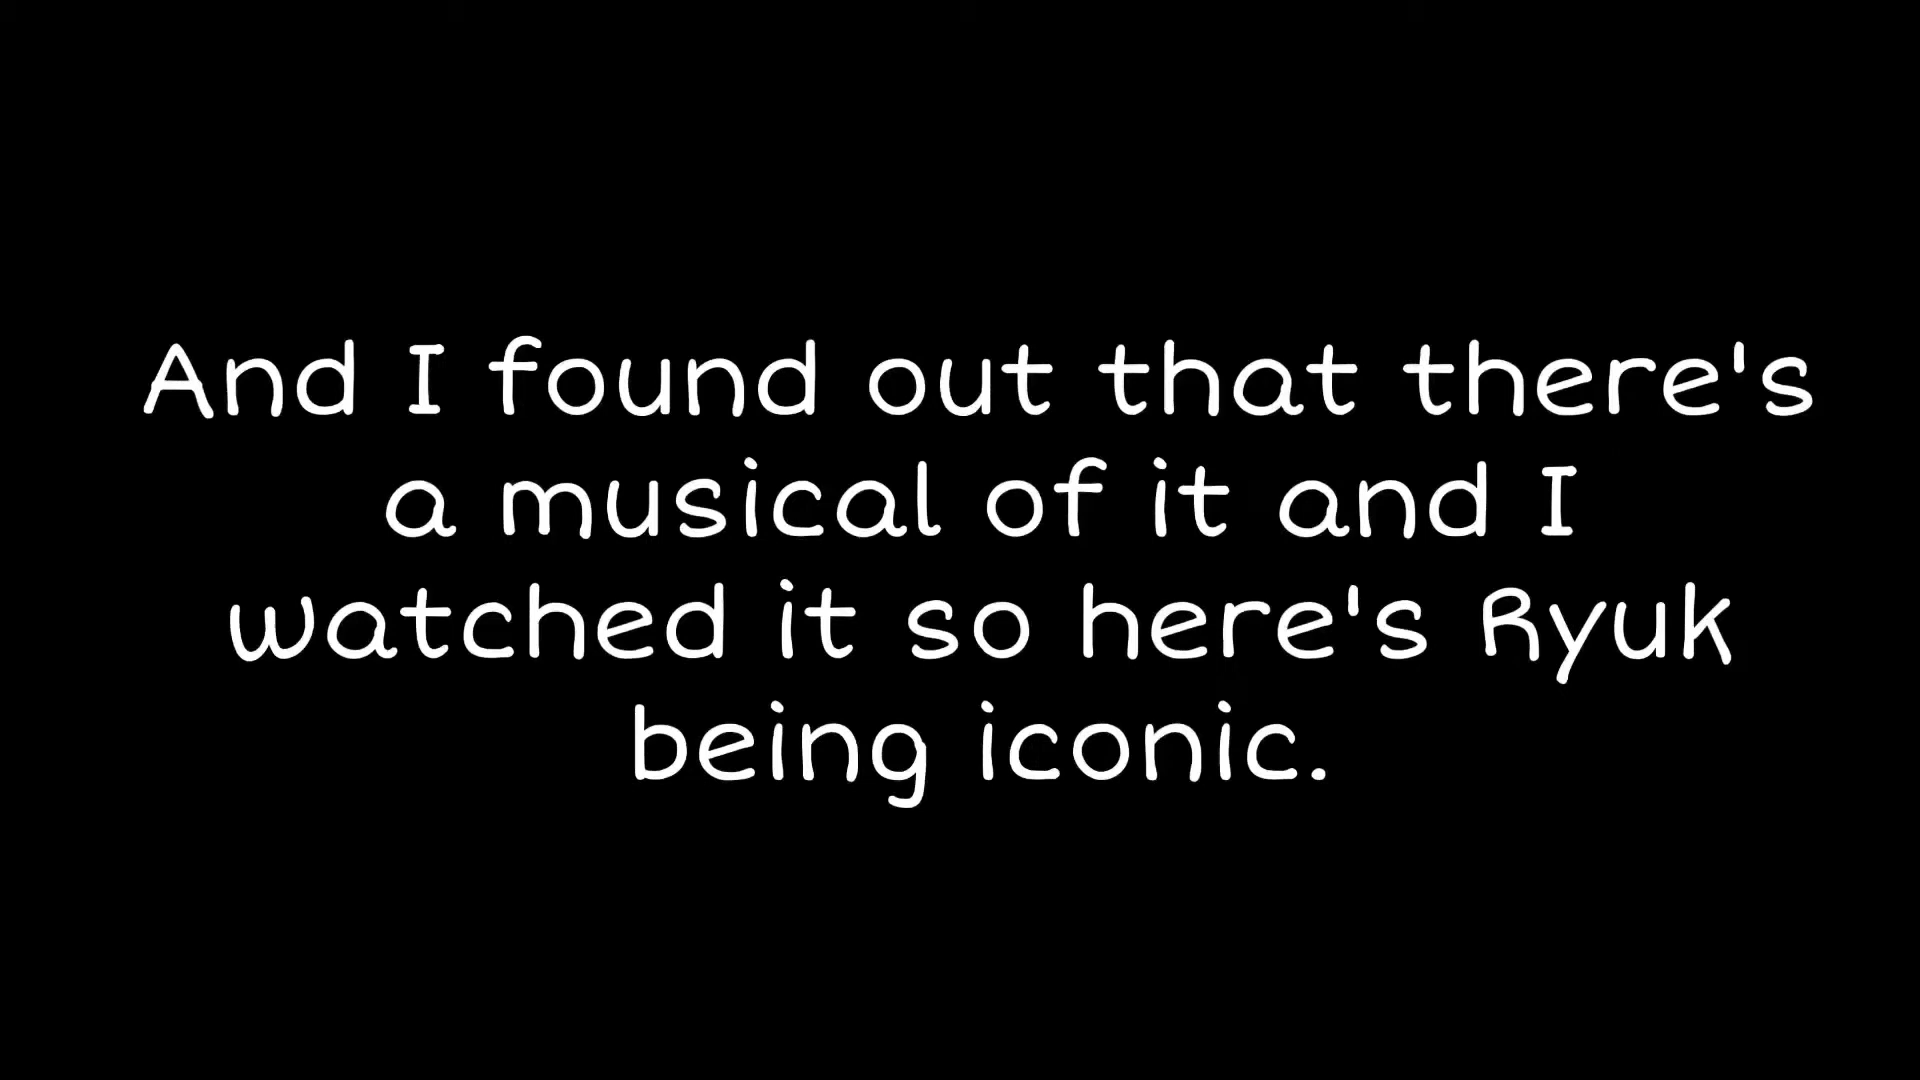 And I found out that there's
a musical of it and I
watched it so here's Ryuk
being iconic.